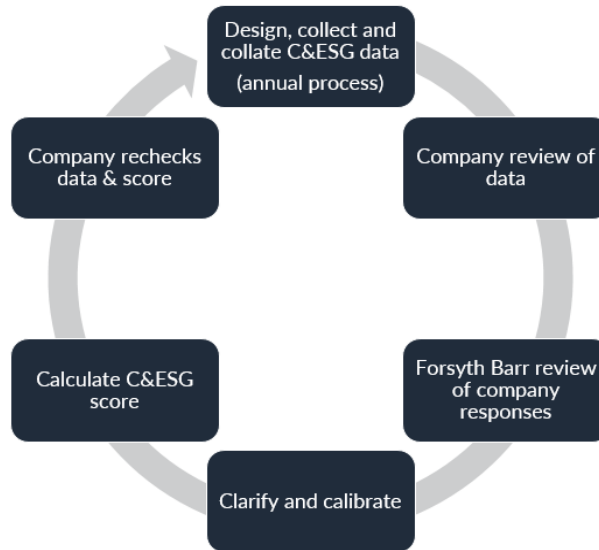 Design, collect and
collate C&ESG data
(annual process)
Company review of
data
Forsyth Barr review
of company
responses
Clarify and calibrate
Calculate C&ESG
score
Company rechecks
data & score